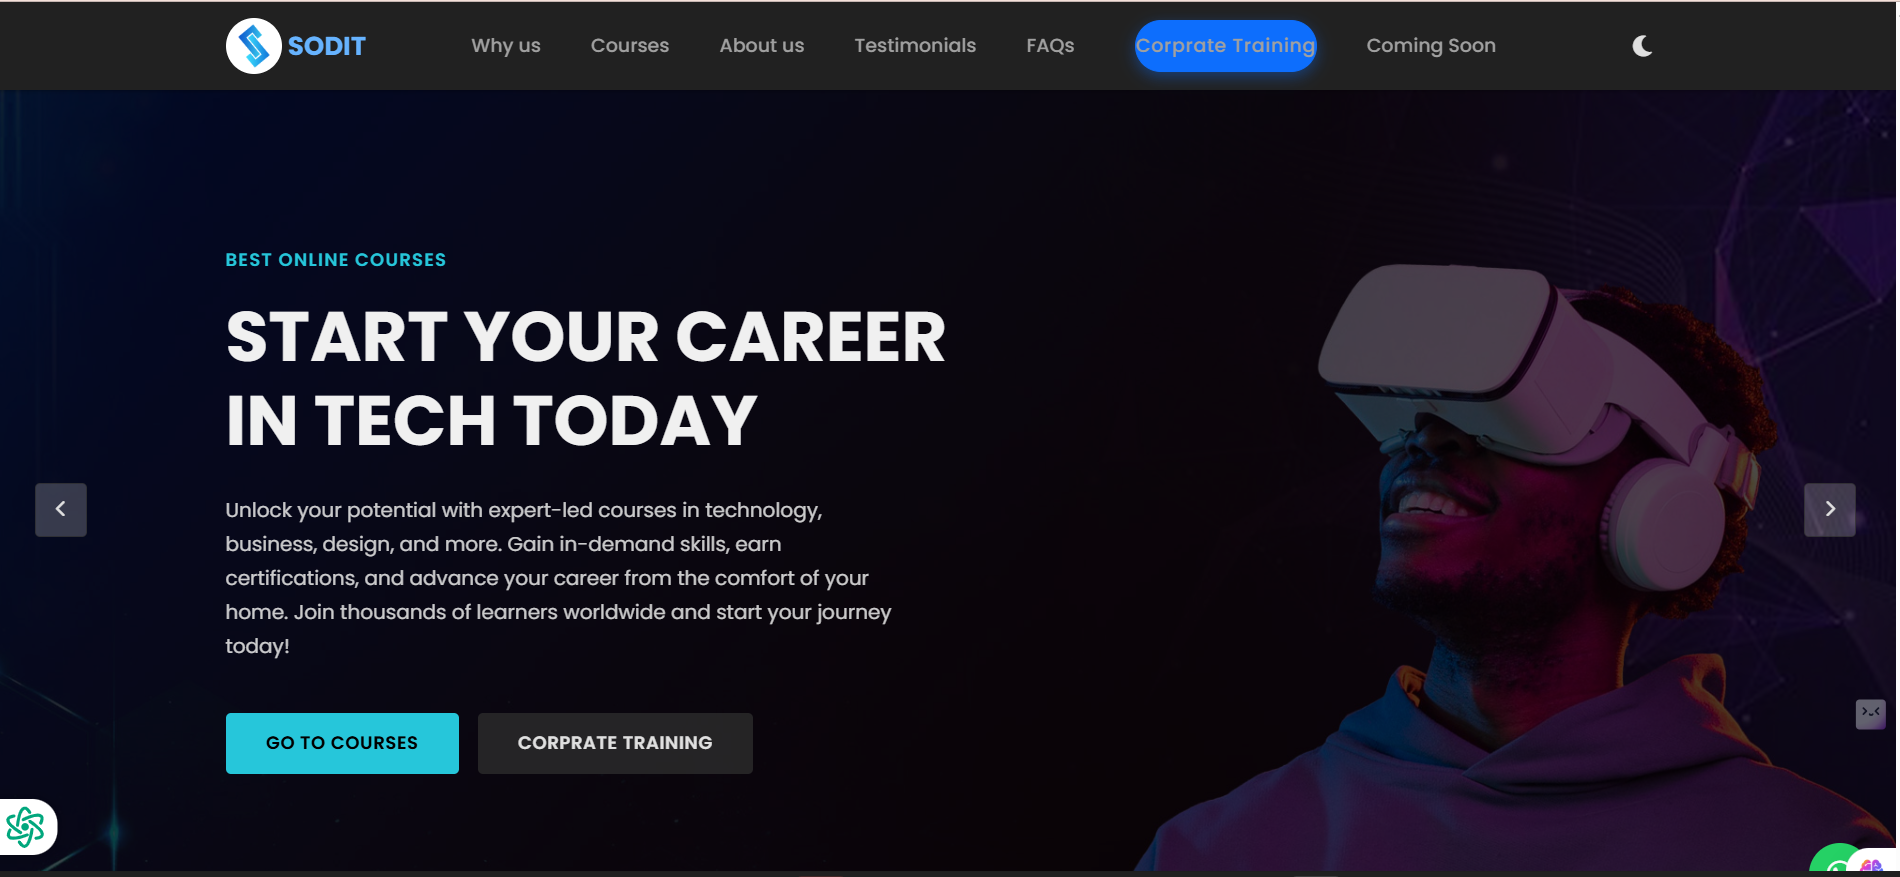 SODIT
Why us
Courses
About us
Testimonials
FAQs
Corprate Training
Coming Soon
BEST ONLINE COURSES
START YOUR CAREER
IN TECH TODAY
Unlock your potential with expert-led courses in technology,
business, design, and more. Gain in-demand skills, earn
certifications, and advance your career from the comfort of your
home. Join thousands of learners worldwide and start your journey
today!
GO TO COURSES
CORPRATE TRAINING